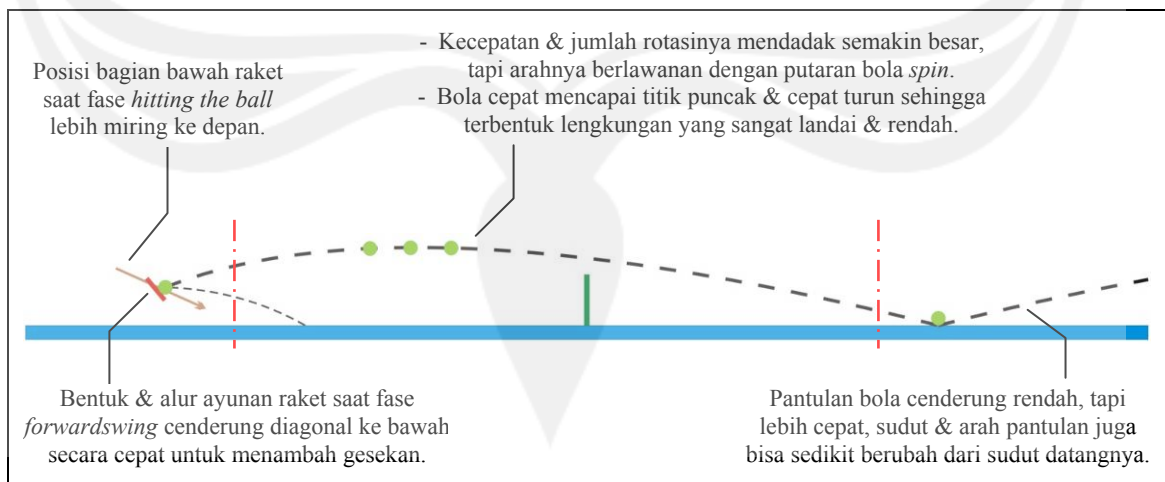 Posisi bagian bawah raket
saat fase hitting the ball
lebih miring ke depan.
- Kecepatan & jumlah rotasinya mendadak semakin besar,
tapi arahnya berlawanan dengan putaran bola spin.
- Bola cepat mencapai titik puncak & cepat turun sehingga
terbentuk lengkungan yang sangat landai & rendah.
Bentuk & alur ayunan raket saat fase
forwardswing cenderung diagonal ke bawah
secara cepat untuk menambah gesekan.
Pantulan bola cenderung rendah, tapi
lebih cepat, sudut & arah pantulan juga
bisa sedikit berubah dari sudut datangnya.